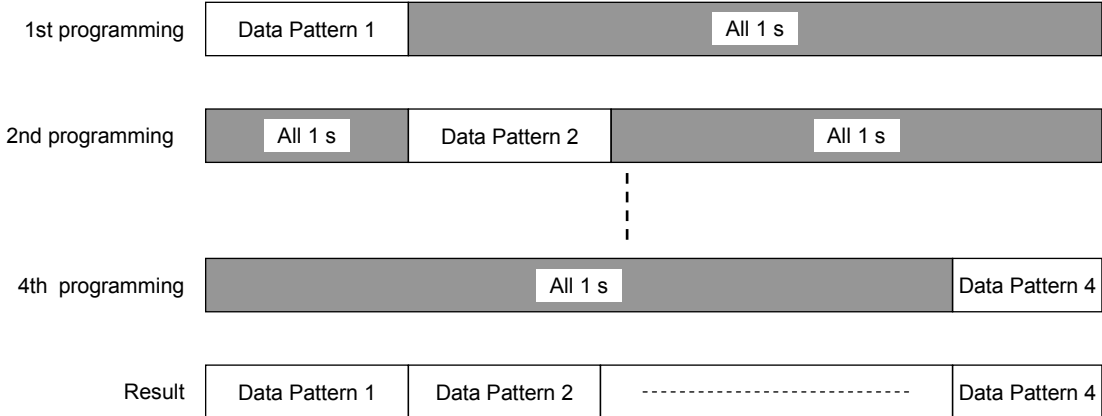 1st programming
Data Pattern 1
All 1 s
2nd programming
All 1 s
Data Pattern 2
All 1 s
4th programming
All 1 s
Data Pattern 4
Result
Data Pattern 1
Data Pattern 2
Data Pattern 4